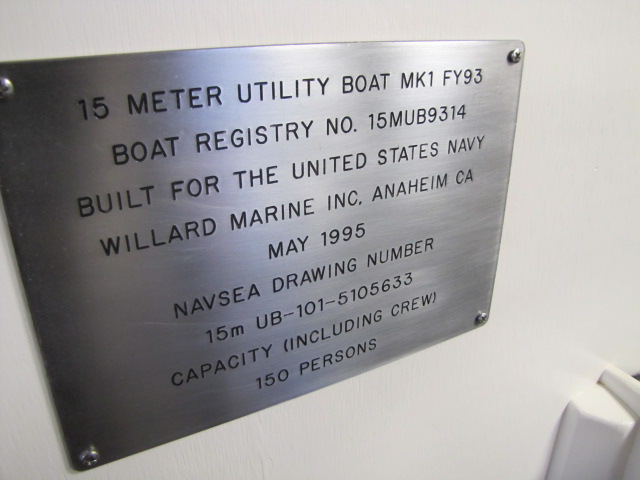 15 METER UTILITY BOAT MK1 FY93
BOAT REGISTRY NO. 15MUB9314
BUILT FOR THE UNITED STATES NAVY
WILLARD MARINE INC. ANAHEIM CA
MAY 1995
NAVSEA DRAWING NUMBER
15m UB-101-5105633
CAPACITY (INCLUDING CREW)
150 PERSONS